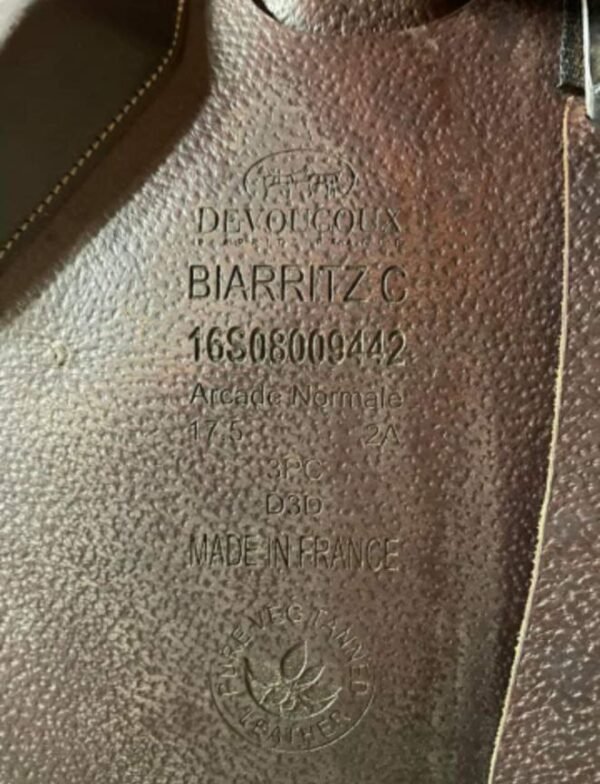 DEVOUCOUX
BIARRITZ C
16S08009442
Arcade Normale
17.5 2A
3PC
D3D
MADE IN FRANCE
PURE VEG TANNED
LEATHER